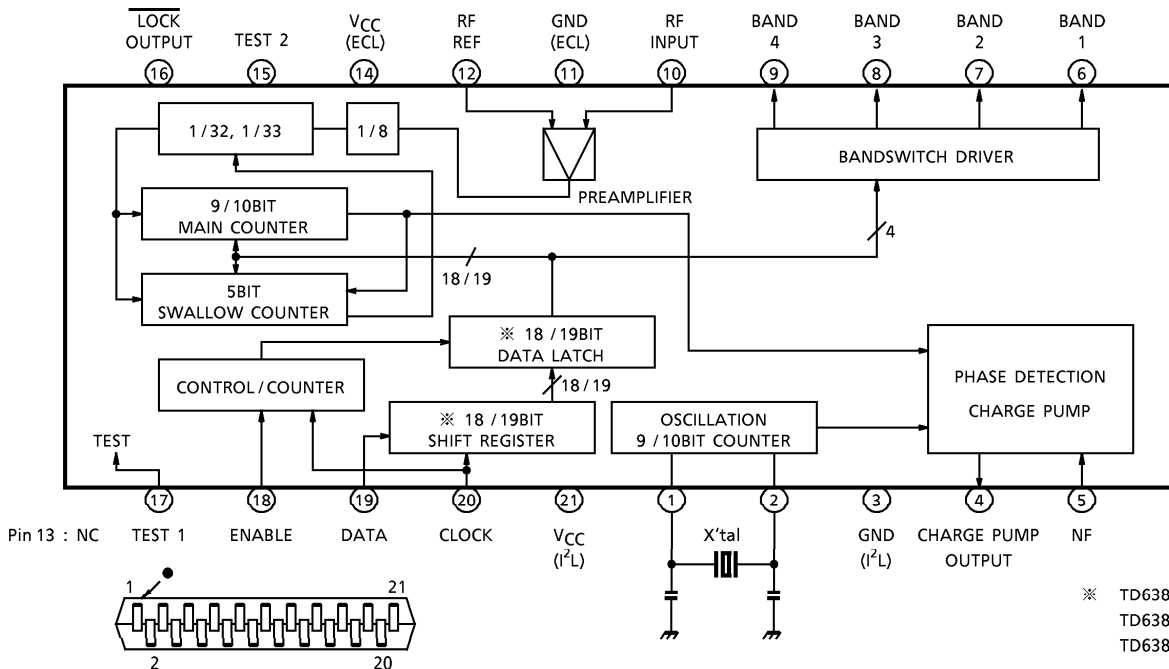 LOCK OUTPUT
TEST 2
VCC (ECL)
RF REF
GND (ECL)
RF INPUT
BAND 4
BAND 3
BAND 2
BAND 1
16
15
14
12
11
10
9
8
7
6
1/32, 1/33
1/8
PREAMPLIFIER
BANDSWITCH DRIVER
4
9/10BIT
MAIN COUNTER
18/19
5BIT
SWALLOW COUNTER
※ 18/19BIT
DATA LATCH
18/19
CONTROL/COUNTER
※ 18/19BIT
SHIFT REGISTER
OSCILLATION
9/10BIT COUNTER
PHASE DETECTION
CHARGE PUMP
TEST
17
18
19
20
21
1
2
3
4
5
Pin 13 : NC
TEST 1
ENABLE
DATA
CLOCK
VCC
(I²L)
X'tal
GND
(I²L)
CHARGE PUMP
OUTPUT
NF
1
21
2
20
※ TD638
TD638
TD638